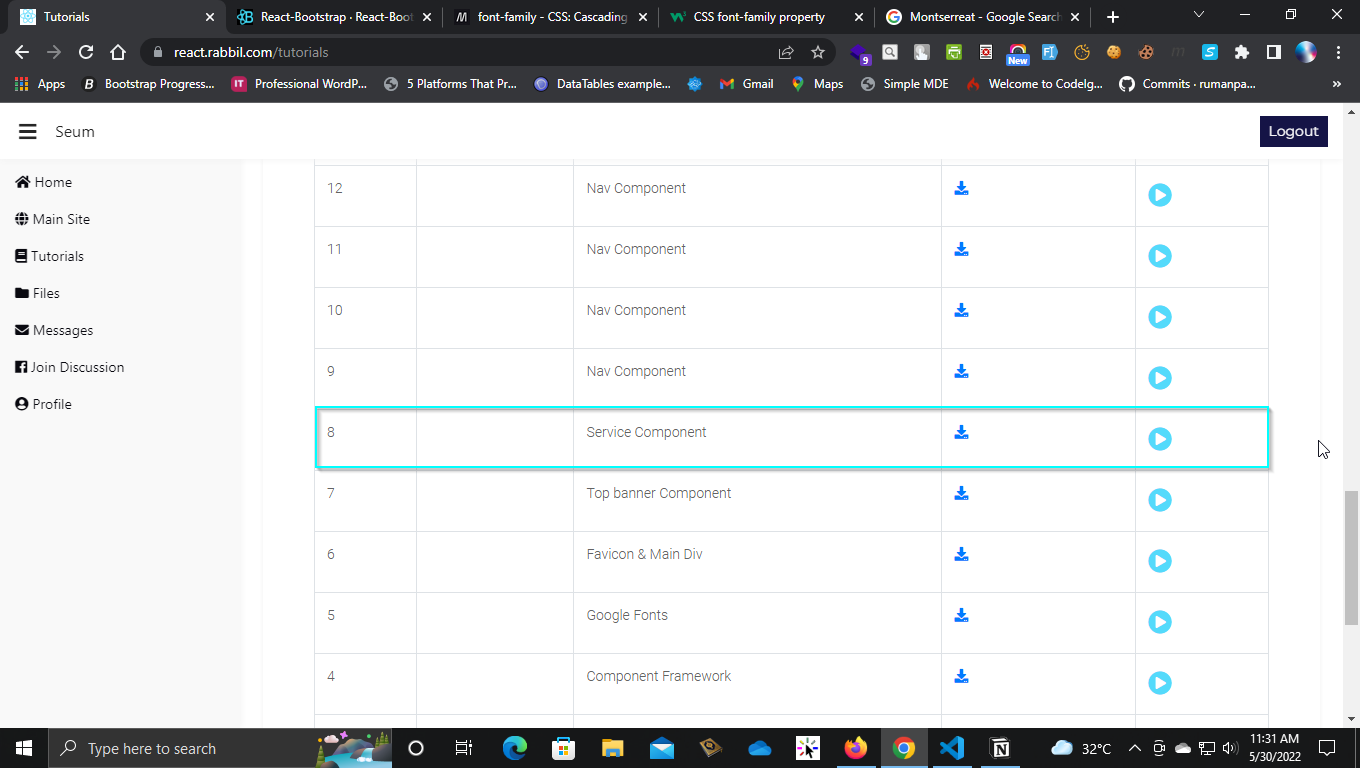 Tutorials
React-Bootstrap · React-Boot
font-family - CSS: Cascading
CSS font-family property
Montserreat - Google Search
react.rabbil.com/tutorials
9
New
Apps
Bootstrap Progress...
Professional WordP...
5 Platforms That Pr...
DataTables example...
Gmail
Maps
Simple MDE
Welcome to CodeIg...
Commits · rumanpa...
»
Seum
Logout
Home
Main Site
Tutorials
Files
Messages
Join Discussion
Profile
12 Nav Component
11 Nav Component
10 Nav Component
9 Nav Component
8 Service Component
7 Top banner Component
6 Favicon & Main Div
5 Google Fonts
4 Component Framework
Type here to search
32°C
11:31 AM
5/30/2022